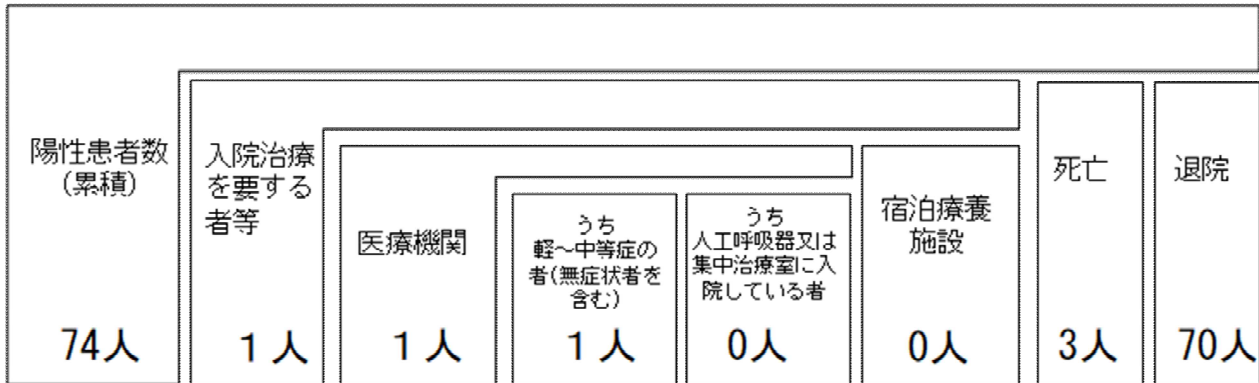 陽性患者数
(累積)
74人
入院治療
を要する
者等
1人
医療機関
1人
うち
軽～中等症の
者(無症状者を
含む)
1人
うち
人工呼吸器又は
集中治療室に入
院している者
0人
宿泊療養
施設
0人
死亡
3人
退院
70人